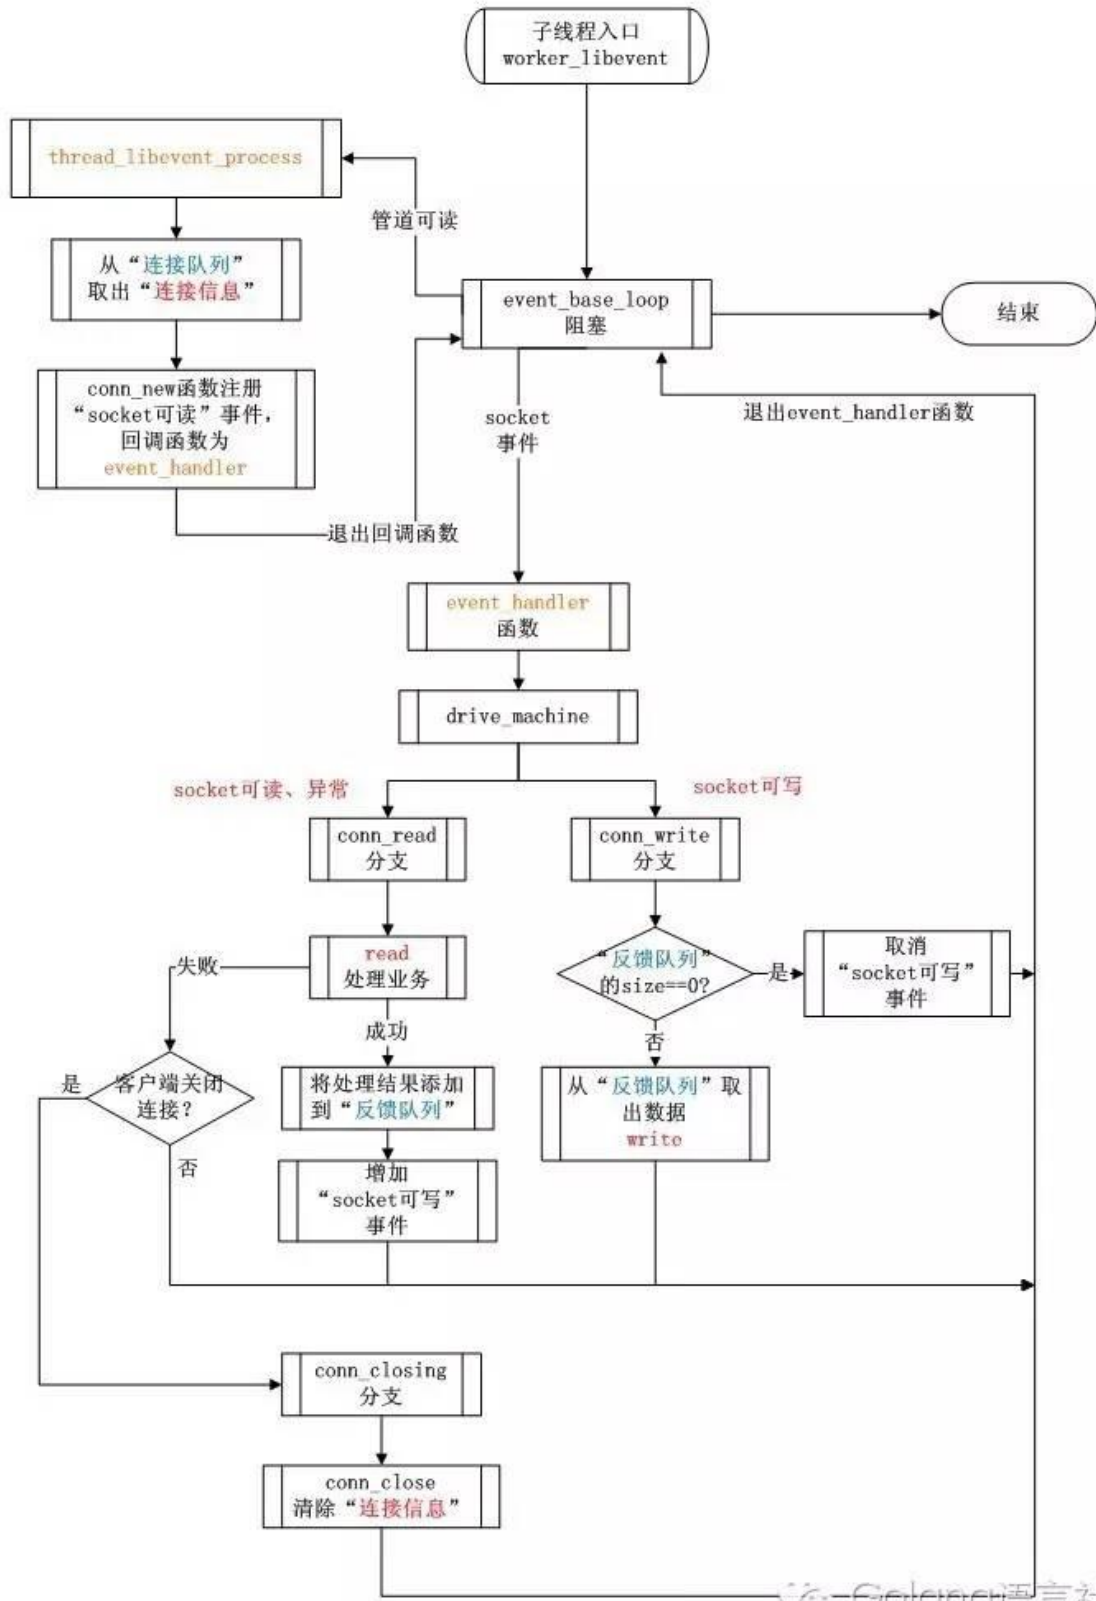 子线程入口
worker_libevent
thread_libevent_process
管道可读
从“连接队列”
取出“连接信息”
event_base_loop
阻塞
结束
conn_new函数注册
“socket可读”事件,
回调函数为
event_handler
socket
事件
退出event_handler函数
退出回调函数
event_handler
函数
drive_machine
socket可读、异常
socket可写
conn_read
分支
conn_write
分支
read
处理业务
失败
“反馈队列”
的size==0?
是
取消
“socket可写”
事件
成功
否
是
客户端关闭
连接?
将处理结果添加
到“反馈队列”
从“反馈队列”取
出数据
write
否
增加
“socket可写”
事件
conn_closing
分支
conn_close
清除“连接信息”
Golang语言社